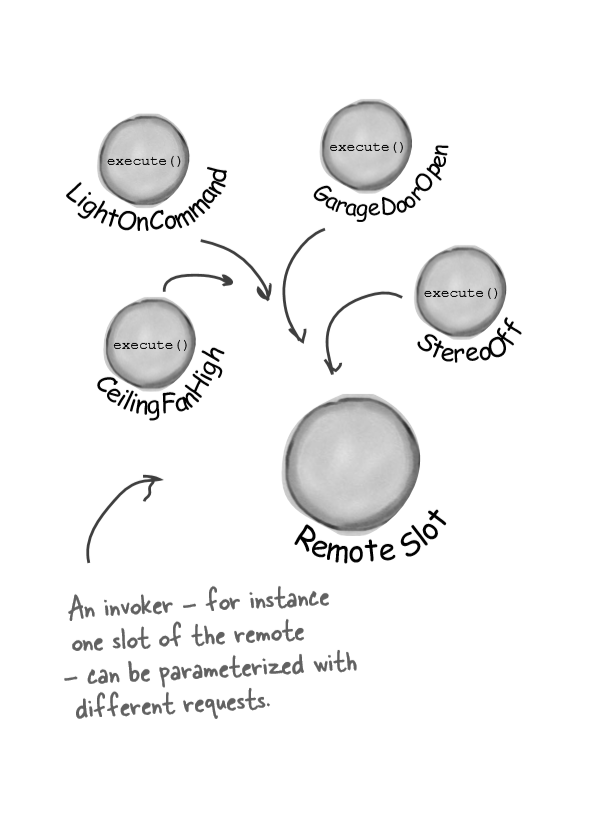 execute()
LightOnCommand
execute()
GarageDoorOpen
execute()
CeilingFanHigh
execute()
StereoOff
Remote Slot
An invoker – for instance
one slot of the remote
– can be parameterized with
different requests.